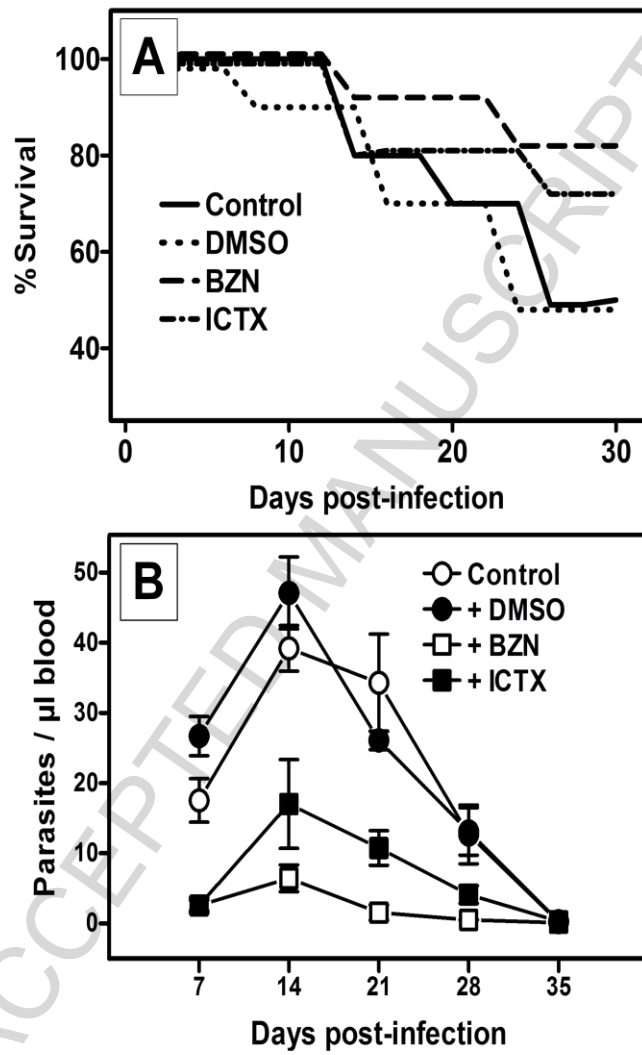 A
100
80
60
40
% Survival
Control
DMSO
BZN
ICTX
0 10 20 30
Days post-infection
B
50
40
30
20
10
0
Parasites / µl blood
Control
+ DMSO
+ BZN
+ ICTX
7 14 21 28 35
Days post-infection
ACCEPTED MANUSCRIPT